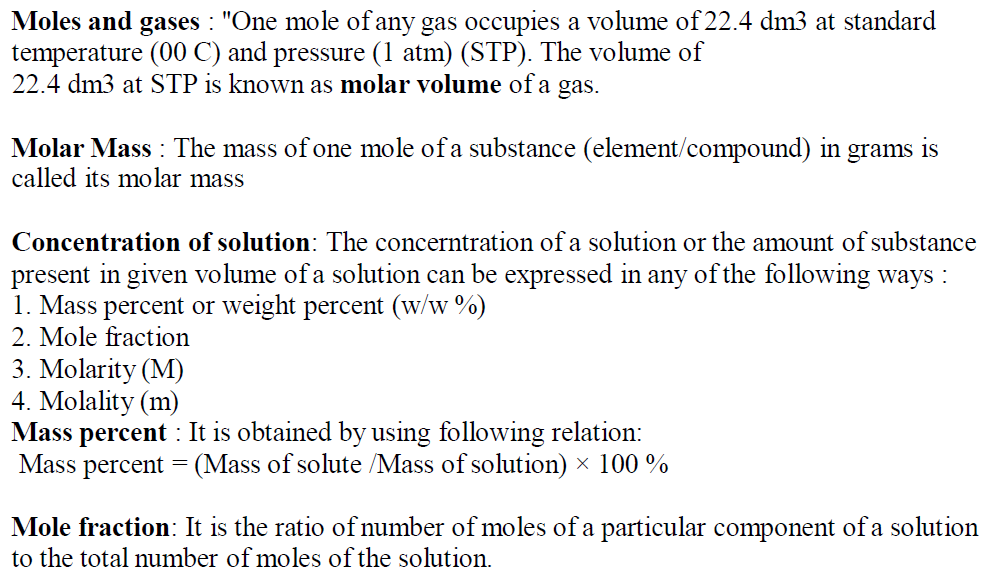 Moles and gases : "One mole of any gas occupies a volume of 22.4 dm3 at standard
temperature (00 C) and pressure (1 atm) (STP). The volume of
22.4 dm3 at STP is known as molar volume of a gas.
Molar Mass : The mass of one mole of a substance (element/compound) in grams is
called its molar mass
Concentration of solution: The concerntration of a solution or the amount of substance
present in given volume of a solution can be expressed in any of the following ways :
1. Mass percent or weight percent (w/w %)
2. Mole fraction
3. Molarity (M)
4. Molality (m)
Mass percent : It is obtained by using following relation:
Mass percent = (Mass of solute /Mass of solution) × 100 %
Mole fraction: It is the ratio of number of moles of a particular component of a solution
to the total number of moles of the solution.